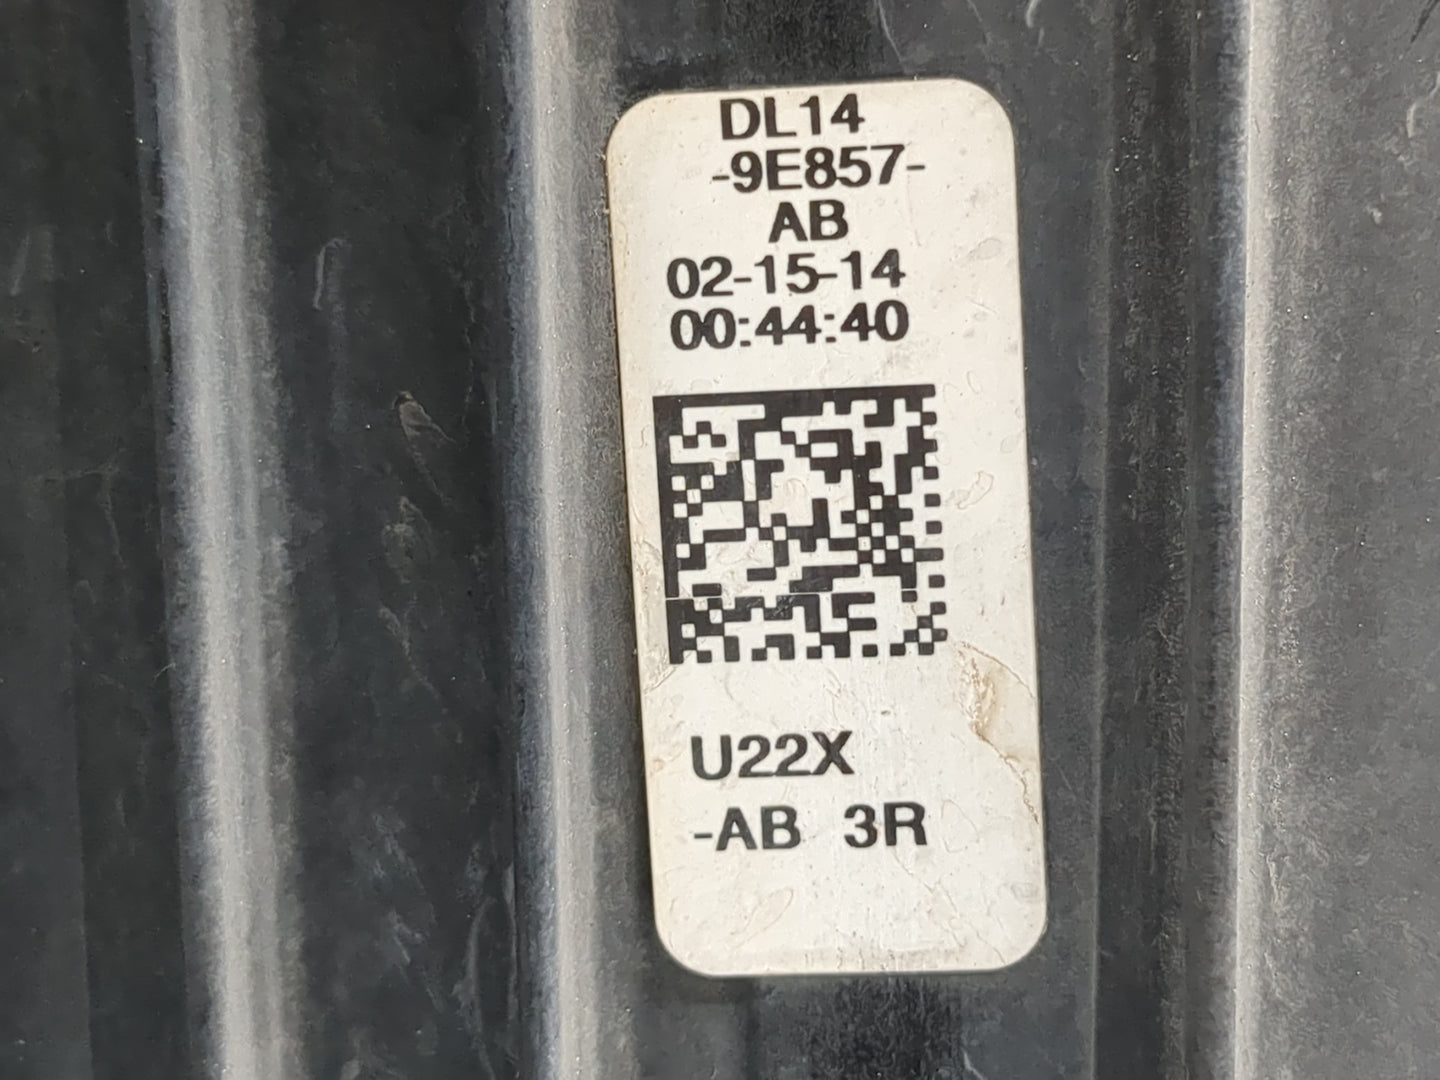 DL14
-9E857-
AB
02-15-14
00:44:40
U22X
-AB 3R